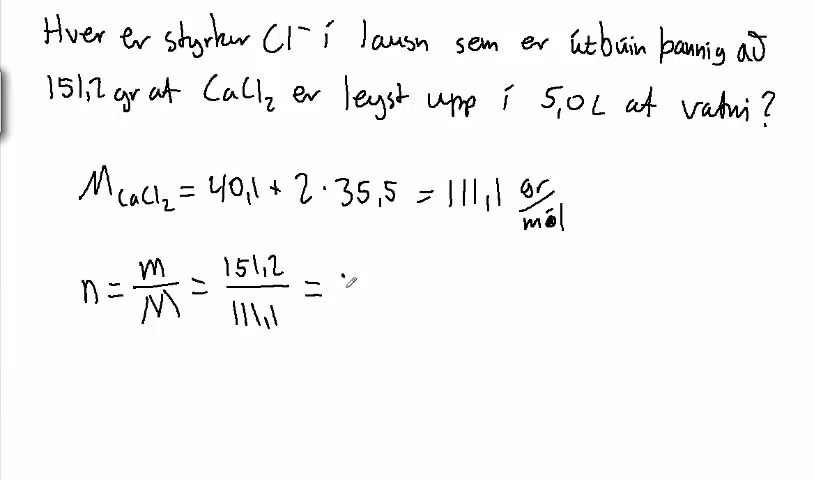 Hver er styrkur Cl⁻ í lausn sem er útbúin þannig að
151,2 gr af CaCl₂ er leyst upp í 5,0 L af vatni?
M_CaCl₂ = 40,1 + 2 · 35,5 = 111,1 gr/mól
n = m/M = 151,2/111,1 =